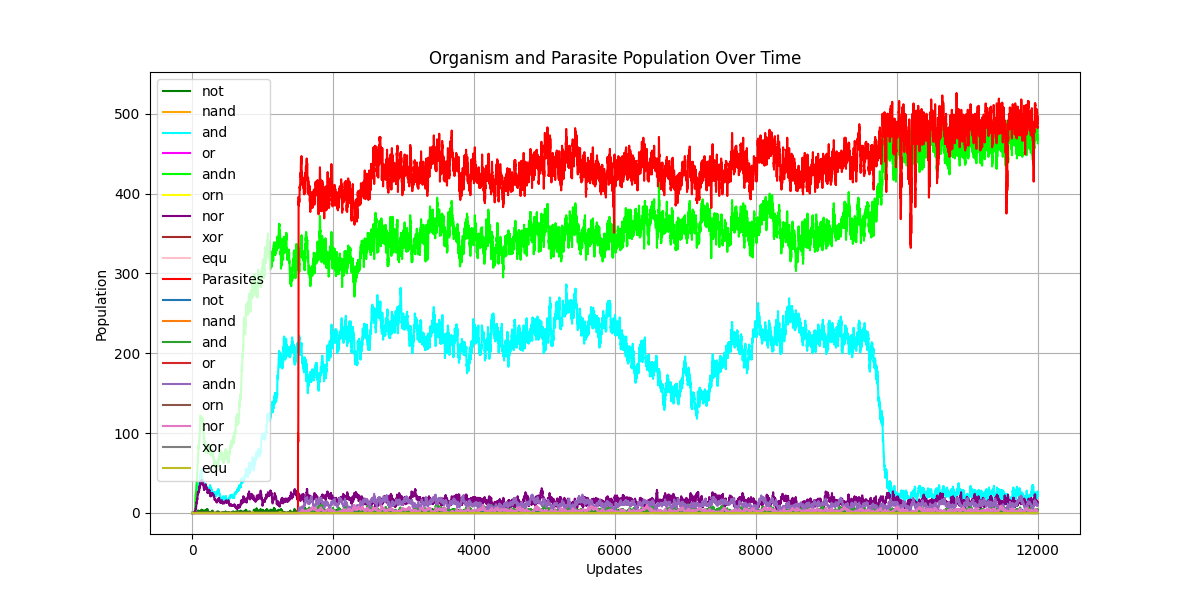 Organism and Parasite Population Over Time
not
nand
and
or
andn
orn
nor
xor
equ
Parasites
not
nand
and
or
andn
orn
nor
xor
equ
500
400
300
200
100
0
Population
0 2000 4000 6000 8000 10000 12000
Updates